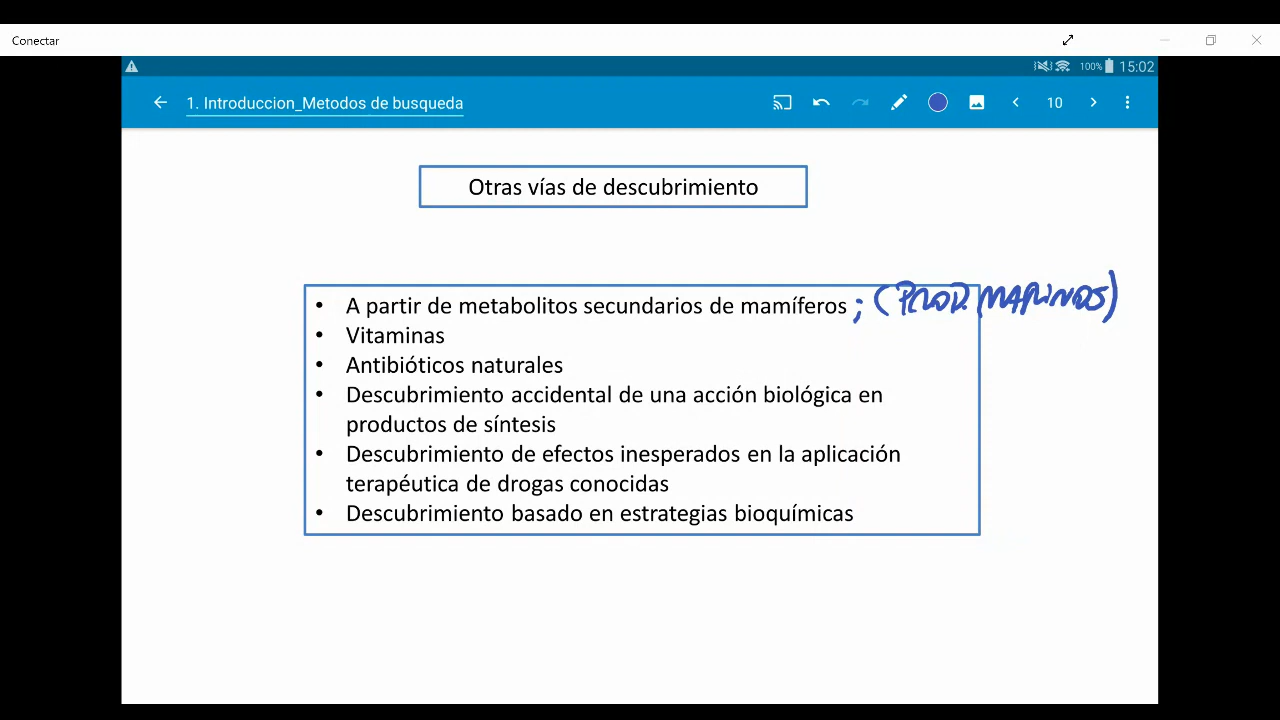 Conectar
100% 15:02
1. Introduccion_Metodos de busqueda
10
Otras vías de descubrimiento
• A partir de metabolitos secundarios de mamíferos ; (PROD. MARINOS)
• Vitaminas
• Antibióticos naturales
• Descubrimiento accidental de una acción biológica en
productos de síntesis
• Descubrimiento de efectos inesperados en la aplicación
terapéutica de drogas conocidas
• Descubrimiento basado en estrategias bioquímicas